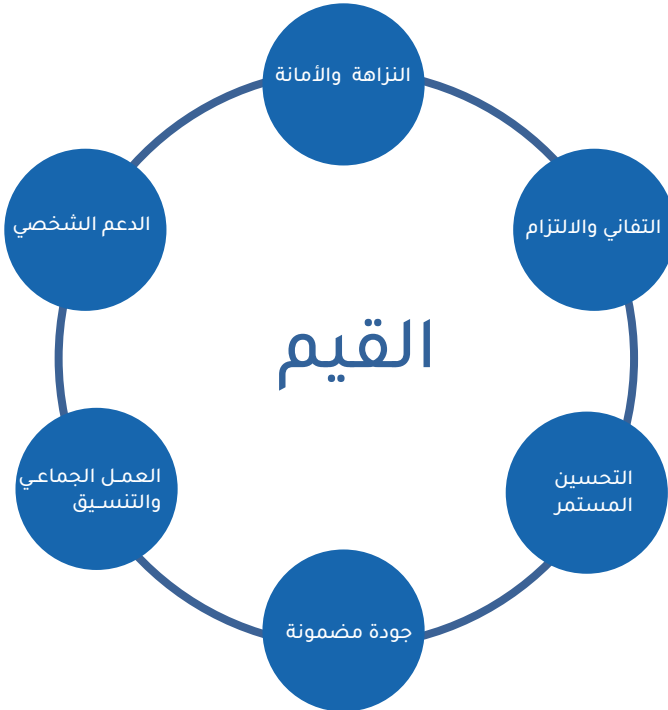 النزاهة والأمانة
التفاني والالتزام
الدعم الشخصي
القيم
التحسين
المستمر
العمل الجماعي
والتنسيق
جودة مضمونة